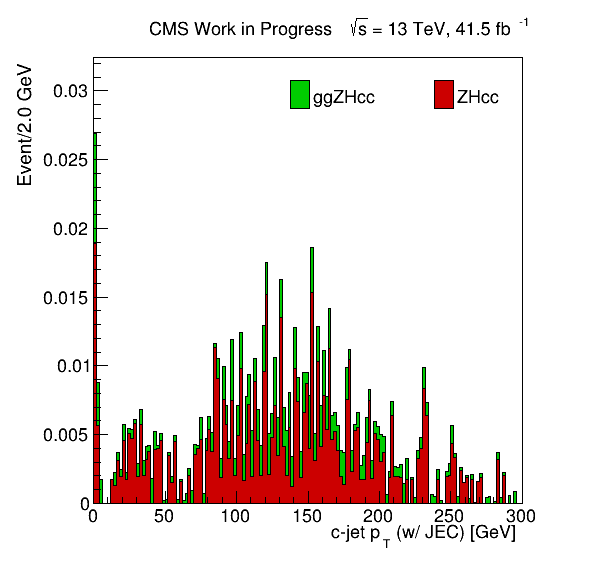 CMS Work in Progress √s = 13 TeV, 41.5 fb⁻¹
Event/2.0 GeV
ggZHcc ZHcc
0.03
0.025
0.02
0.015
0.01
0.005
0
0 50 100 150 200 250 300
c-jet p_T (w/ JEC) [GeV]